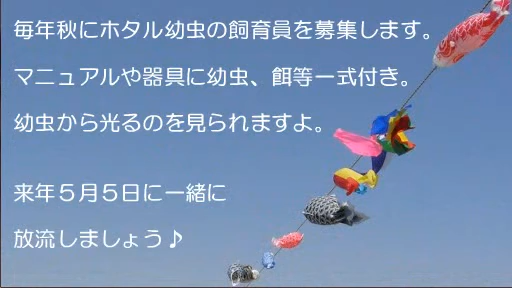 毎年秋にホタル幼虫の飼育員を募集します。
マニュアルや器具に幼虫、餌等一式付き。
幼虫から光るのを見られますよ。
来年５月５日に一緒に
放流しましょう♪